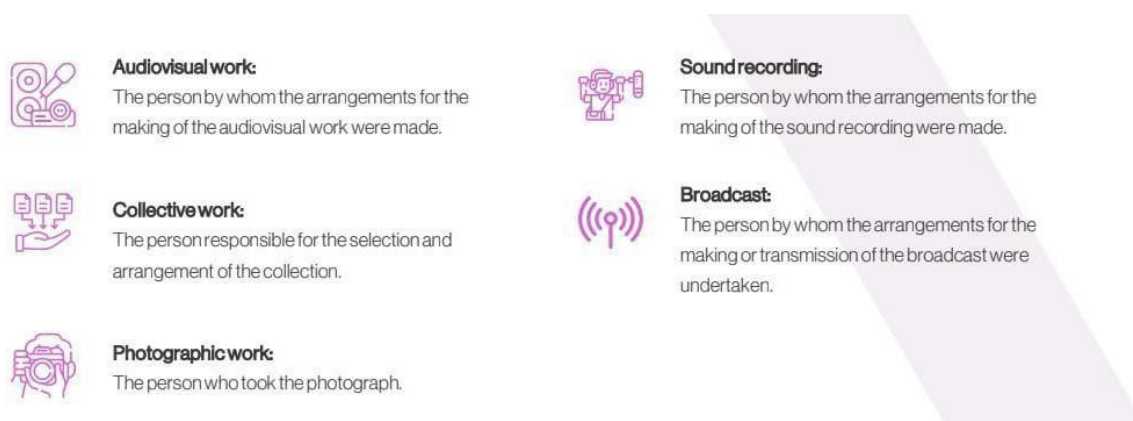 Audiovisual work:
The person by whom the arrangements for the
making of the audiovisual work were made.
Collective work:
The person responsible for the selection and
arrangement of the collection.
Photographic work:
The person who took the photograph.
Sound recording:
The person by whom the arrangements for the
making of the sound recording were made.
Broadcast:
The person by whom the arrangements for the
making or transmission of the broadcast were
undertaken.